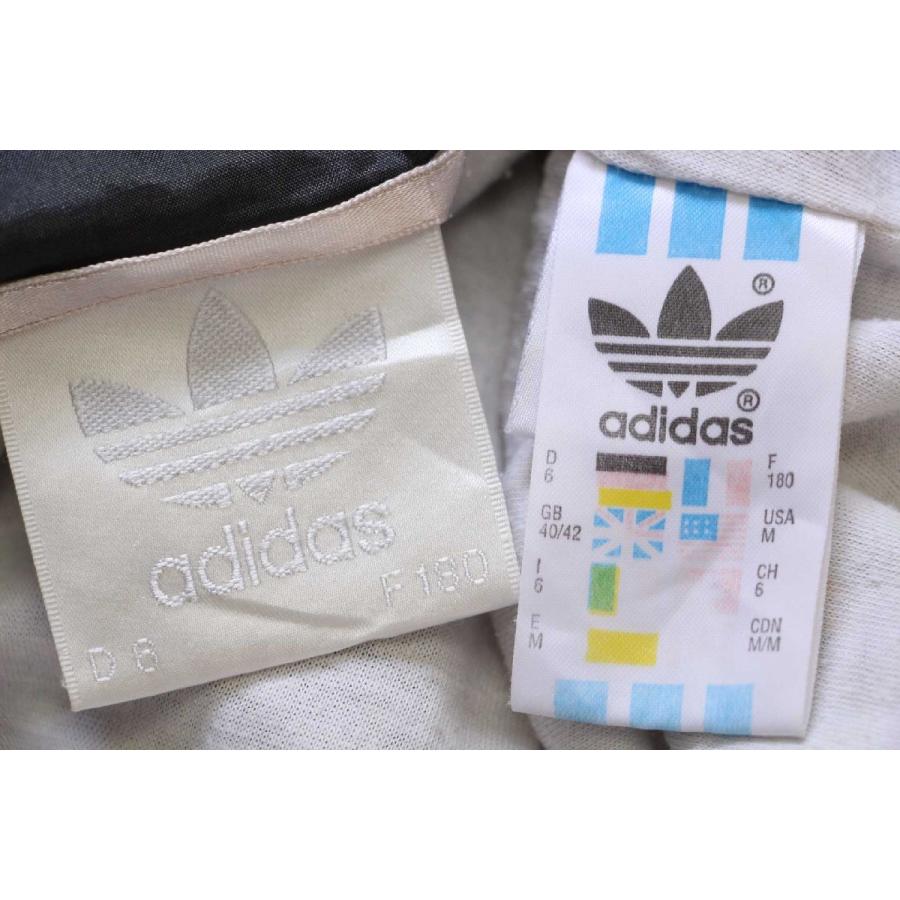 adidas
D 6 F 180
®
adidas®
D 6 F 180
GB 40/42 USA M
I 6 CH 6
E M CDN M/M